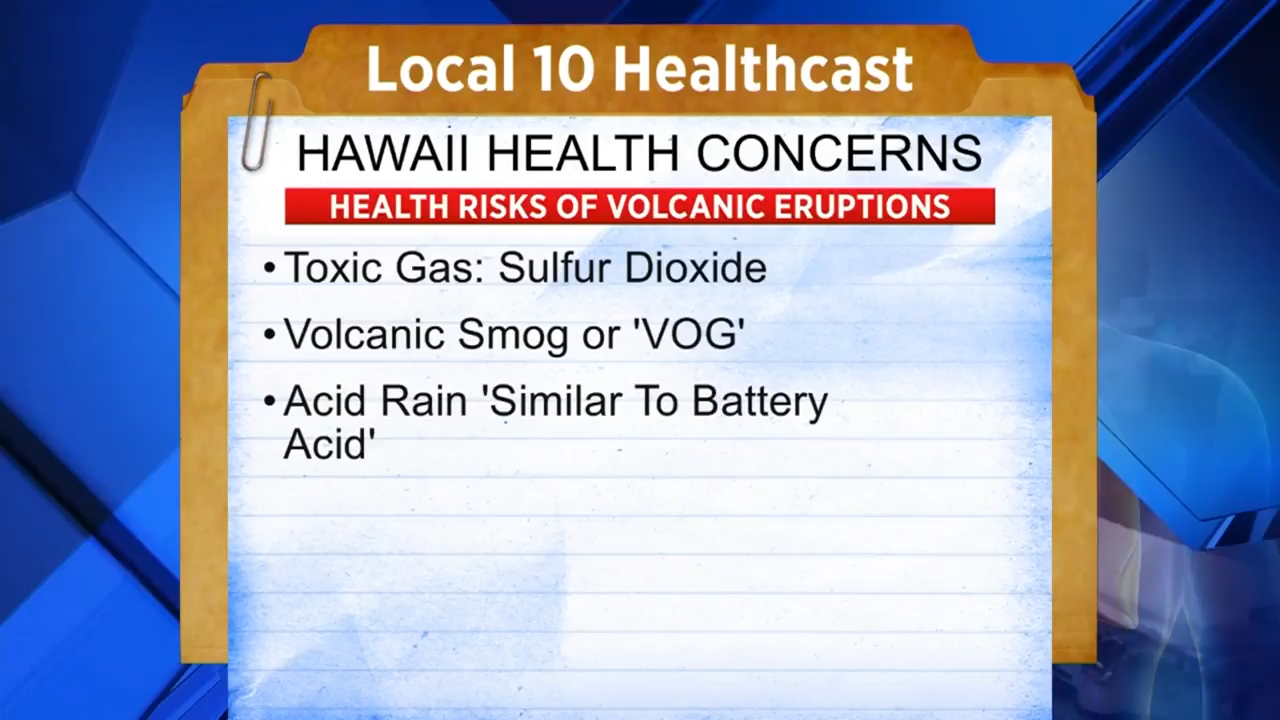 Local 10 Healthcast
HAWAII HEALTH CONCERNS
HEALTH RISKS OF VOLCANIC ERUPTIONS
• Toxic Gas: Sulfur Dioxide
• Volcanic Smog or 'VOG'
• Acid Rain 'Similar To Battery
Acid'